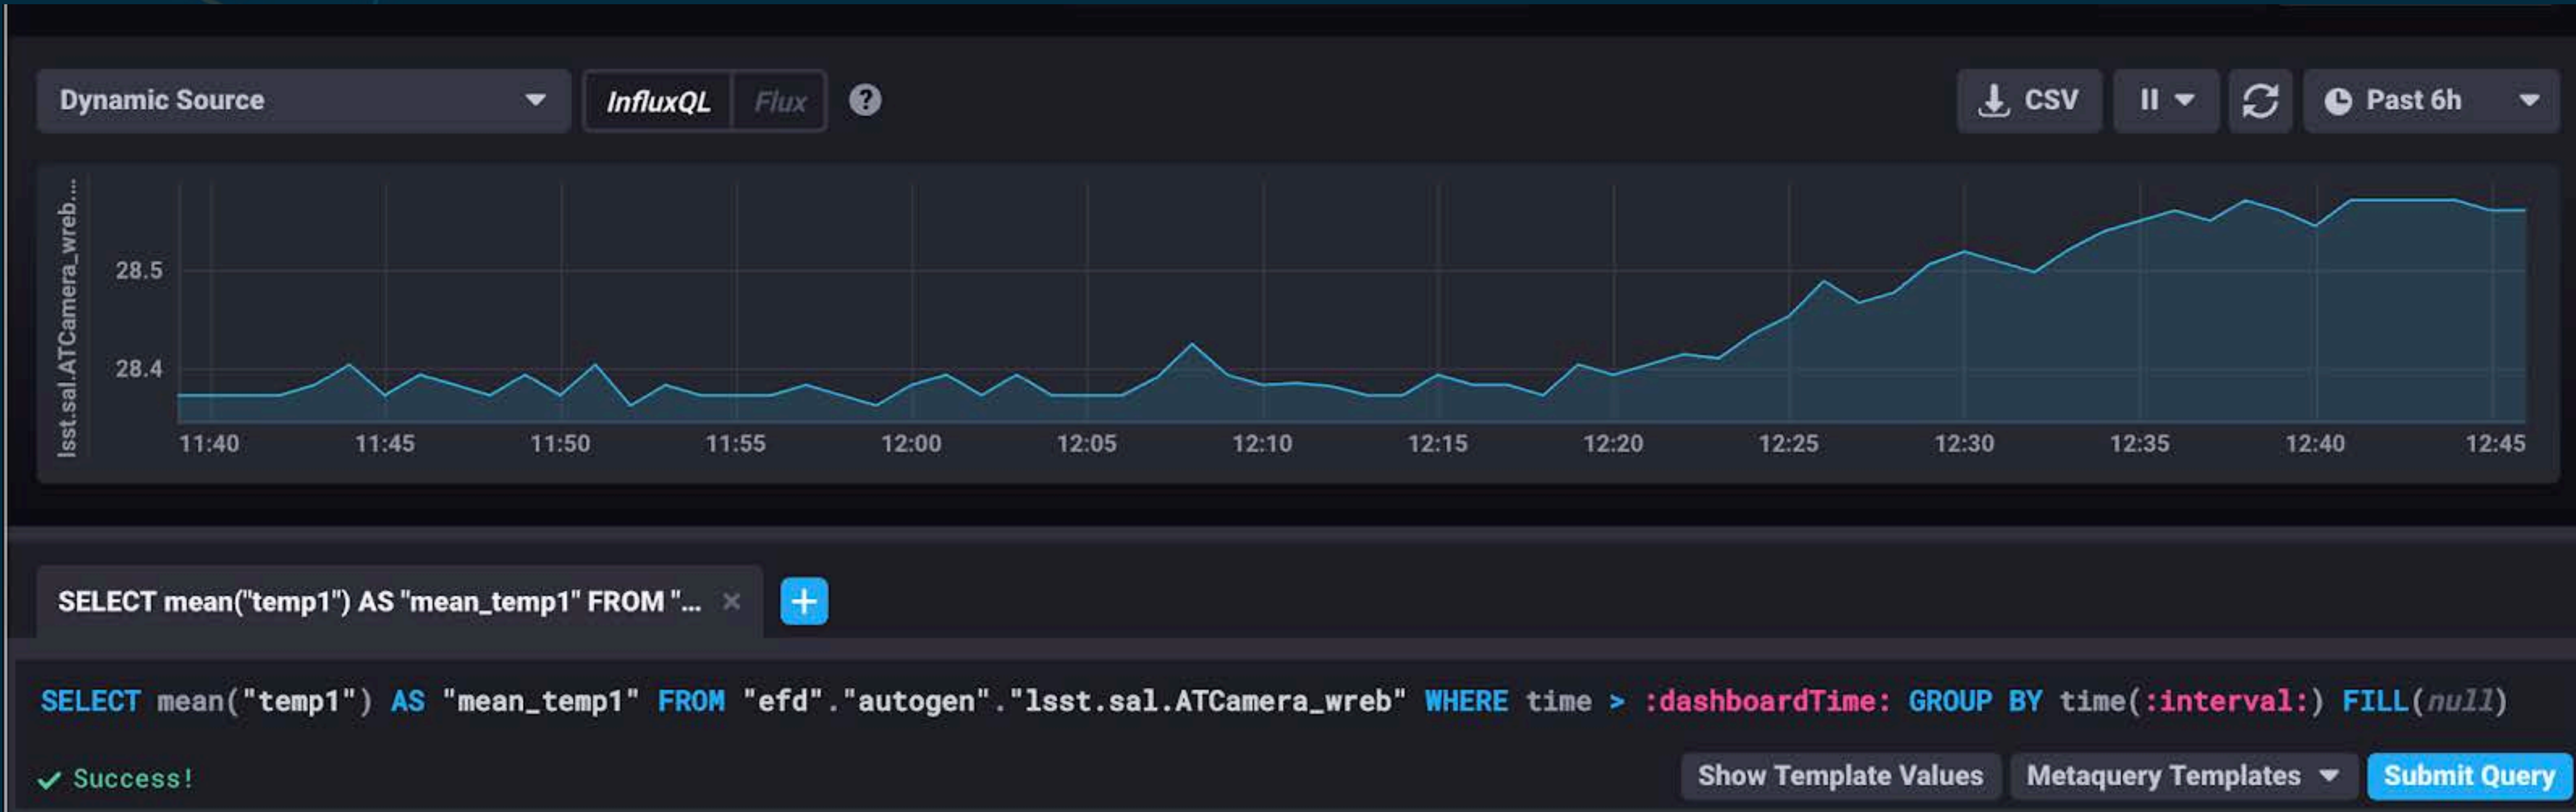 Dynamic Source InfluxQL Flux ? CSV Past 6h
lsst.sal.ATCamera_wreb...
28.5
28.4
11:40 11:45 11:50 11:55 12:00 12:05 12:10 12:15 12:20 12:25 12:30 12:35 12:40 12:45
SELECT mean("temp1") AS "mean_temp1" FROM "... ×
SELECT mean("temp1") AS "mean_temp1" FROM "efd"."autogen"."lsst.sal.ATCamera_wreb" WHERE time > :dashboardTime: GROUP BY time(:interval:) FILL(null)
Success! Show Template Values Metaquery Templates Submit Query